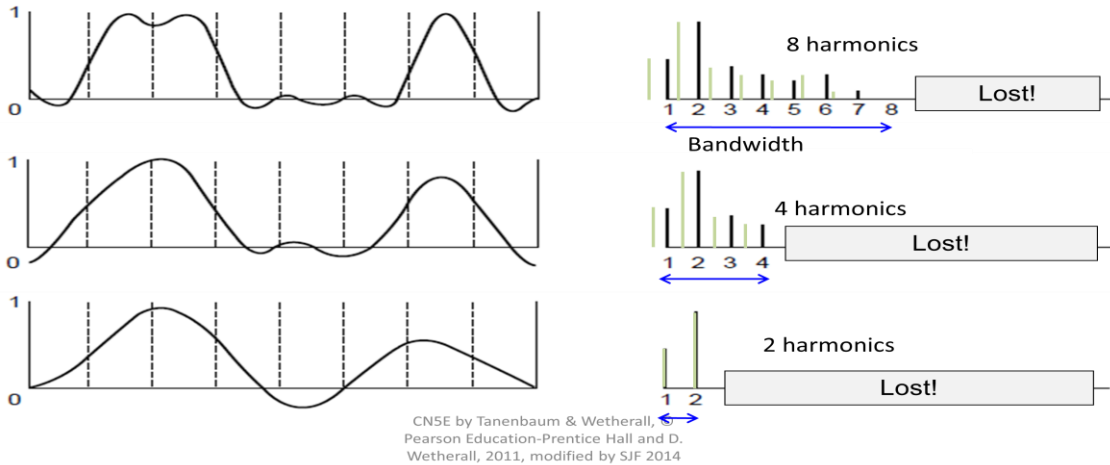 1
0
8 harmonics
Lost!
1 2 3 4 5 6 7 8
Bandwidth
1
0
4 harmonics
Lost!
1 2 3 4
1
0
2 harmonics
Lost!
1 2
CN5E by Tanenbaum & Wetherall, ©
Pearson Education-Prentice Hall and D.
Wetherall, 2011, modified by SJF 2014